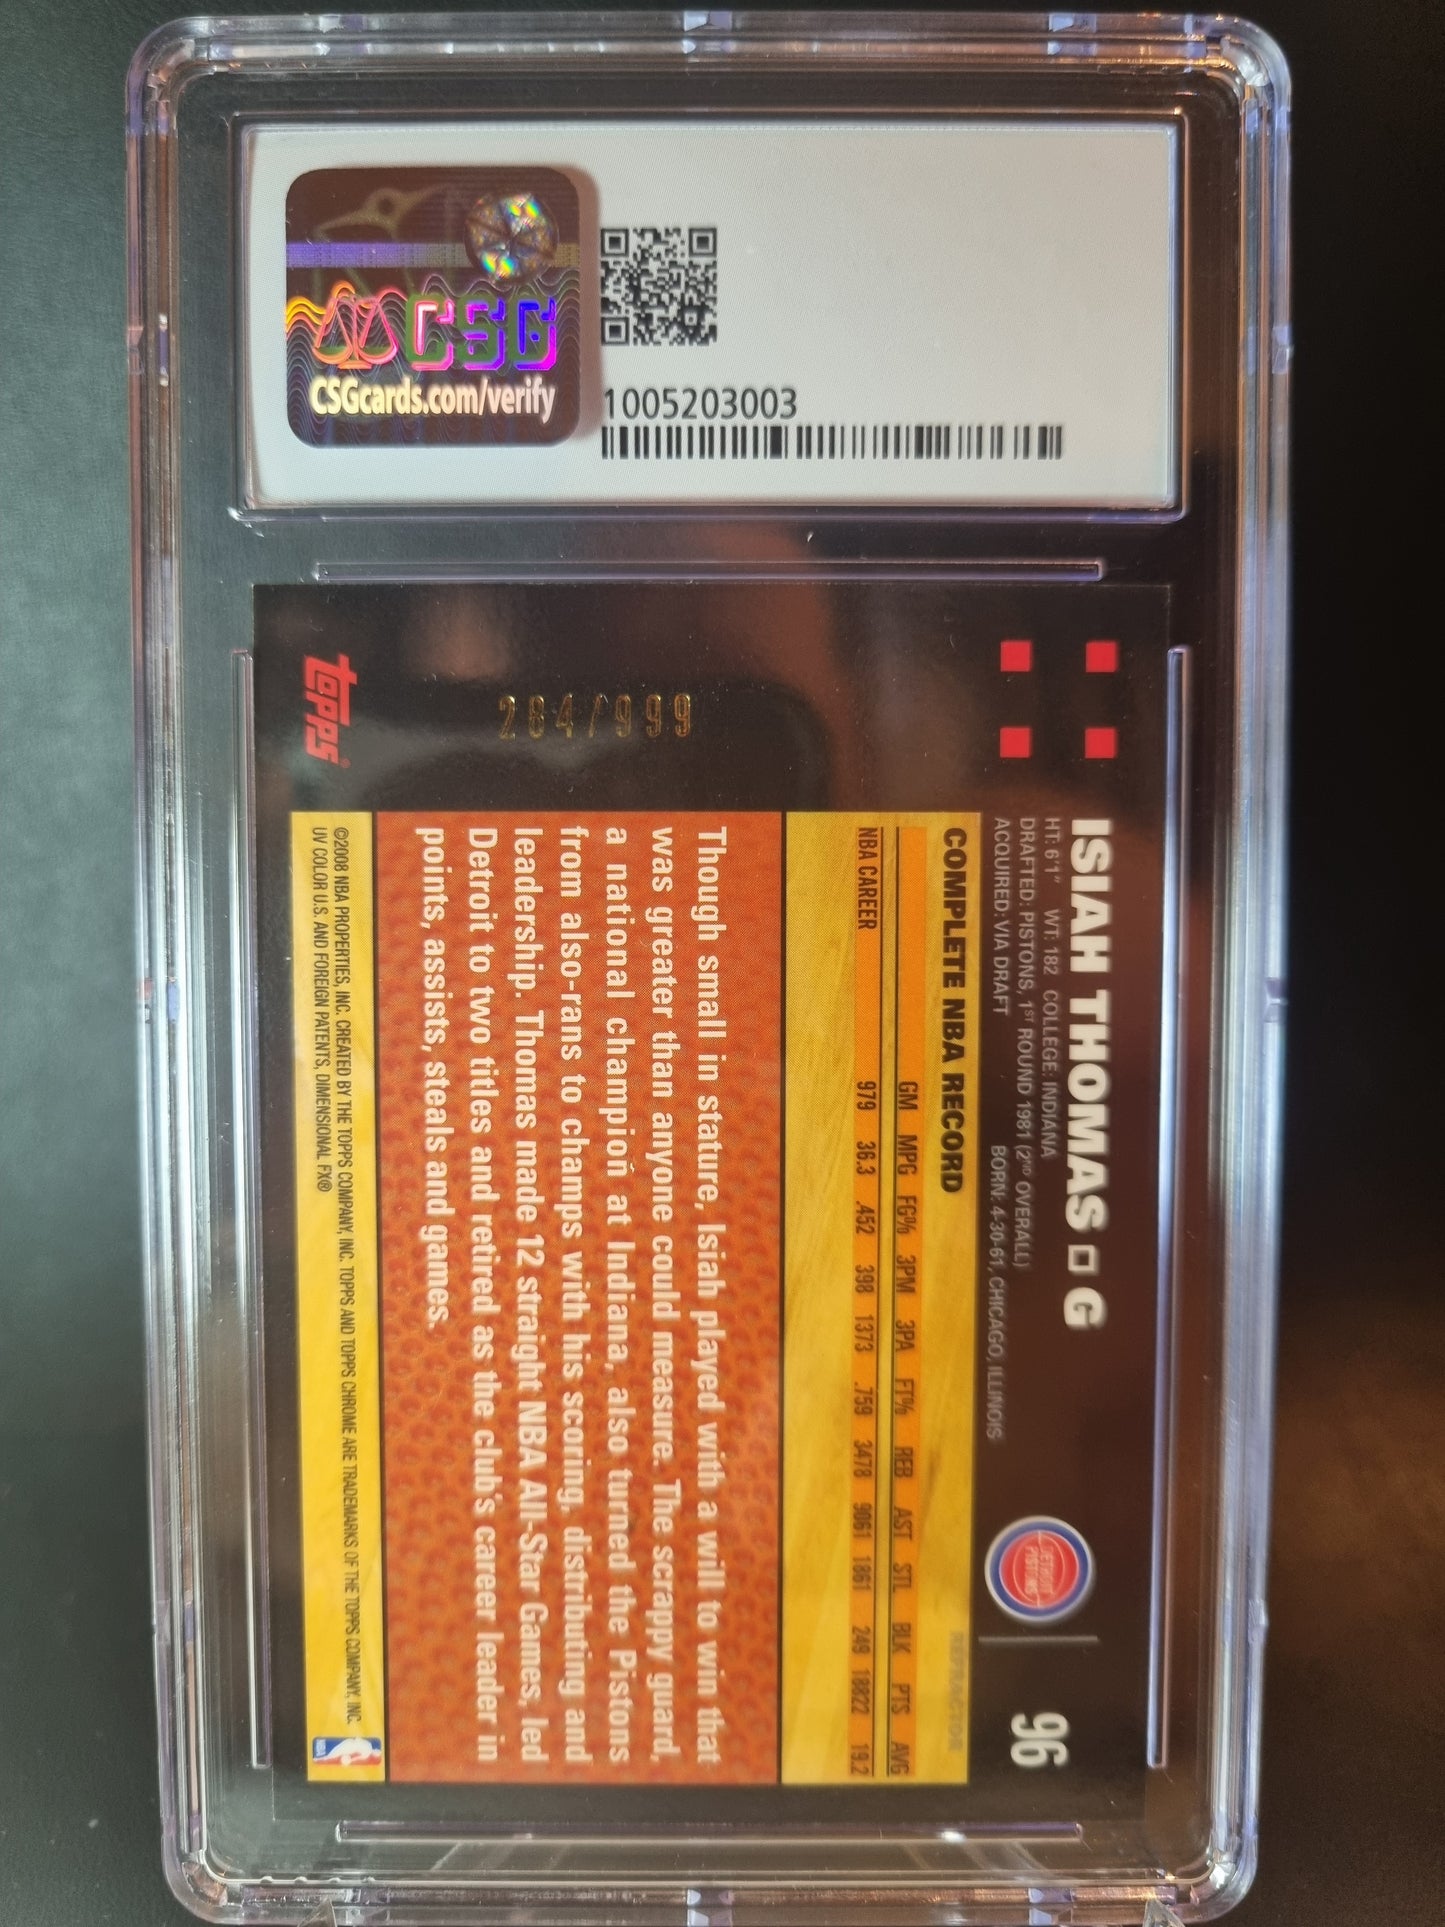 CSG
CSGcards.com/verify
1005203003
topps
284/999
ISIAH THOMAS □ G
HT: 6'1" WT: 182 COLLEGE: INDIANA
DRAFTED: PISTONS, 1ST ROUND 1981 (2ND OVERALL)
ACQUIRED: VIA DRAFT BORN: 4-30-61, CHICAGO, ILLINOIS
DETROIT
PISTONS
96
COMPLETE NBA RECORD
REFRACTOR
GM MPG FG% 3PM 3PA FT% REB AST STL BLK PTS AVG
NBA CAREER 979 36.3 .452 398 1373 .759 3478 9061 1861 249 18822 19.2
Though small in stature, Isiah played with a will to win that
was greater than anyone could measure. The scrappy guard,
a national champion at Indiana, also turned the Pistons
from also-rans to champs with his scoring, distributing and
leadership. Thomas made 12 straight NBA All-Star Games, led
Detroit to two titles and retired as the club's career leader in
points, assists, steals and games.
©2008 NBA PROPERTIES, INC. CREATED BY THE TOPPS COMPANY, INC. TOPPS AND TOPPS CHROME ARE TRADEMARKS OF THE TOPPS COMPANY, INC.
UV COLOR U.S. AND FOREIGN PATENTS, DIMENSIONAL FX®
NBA